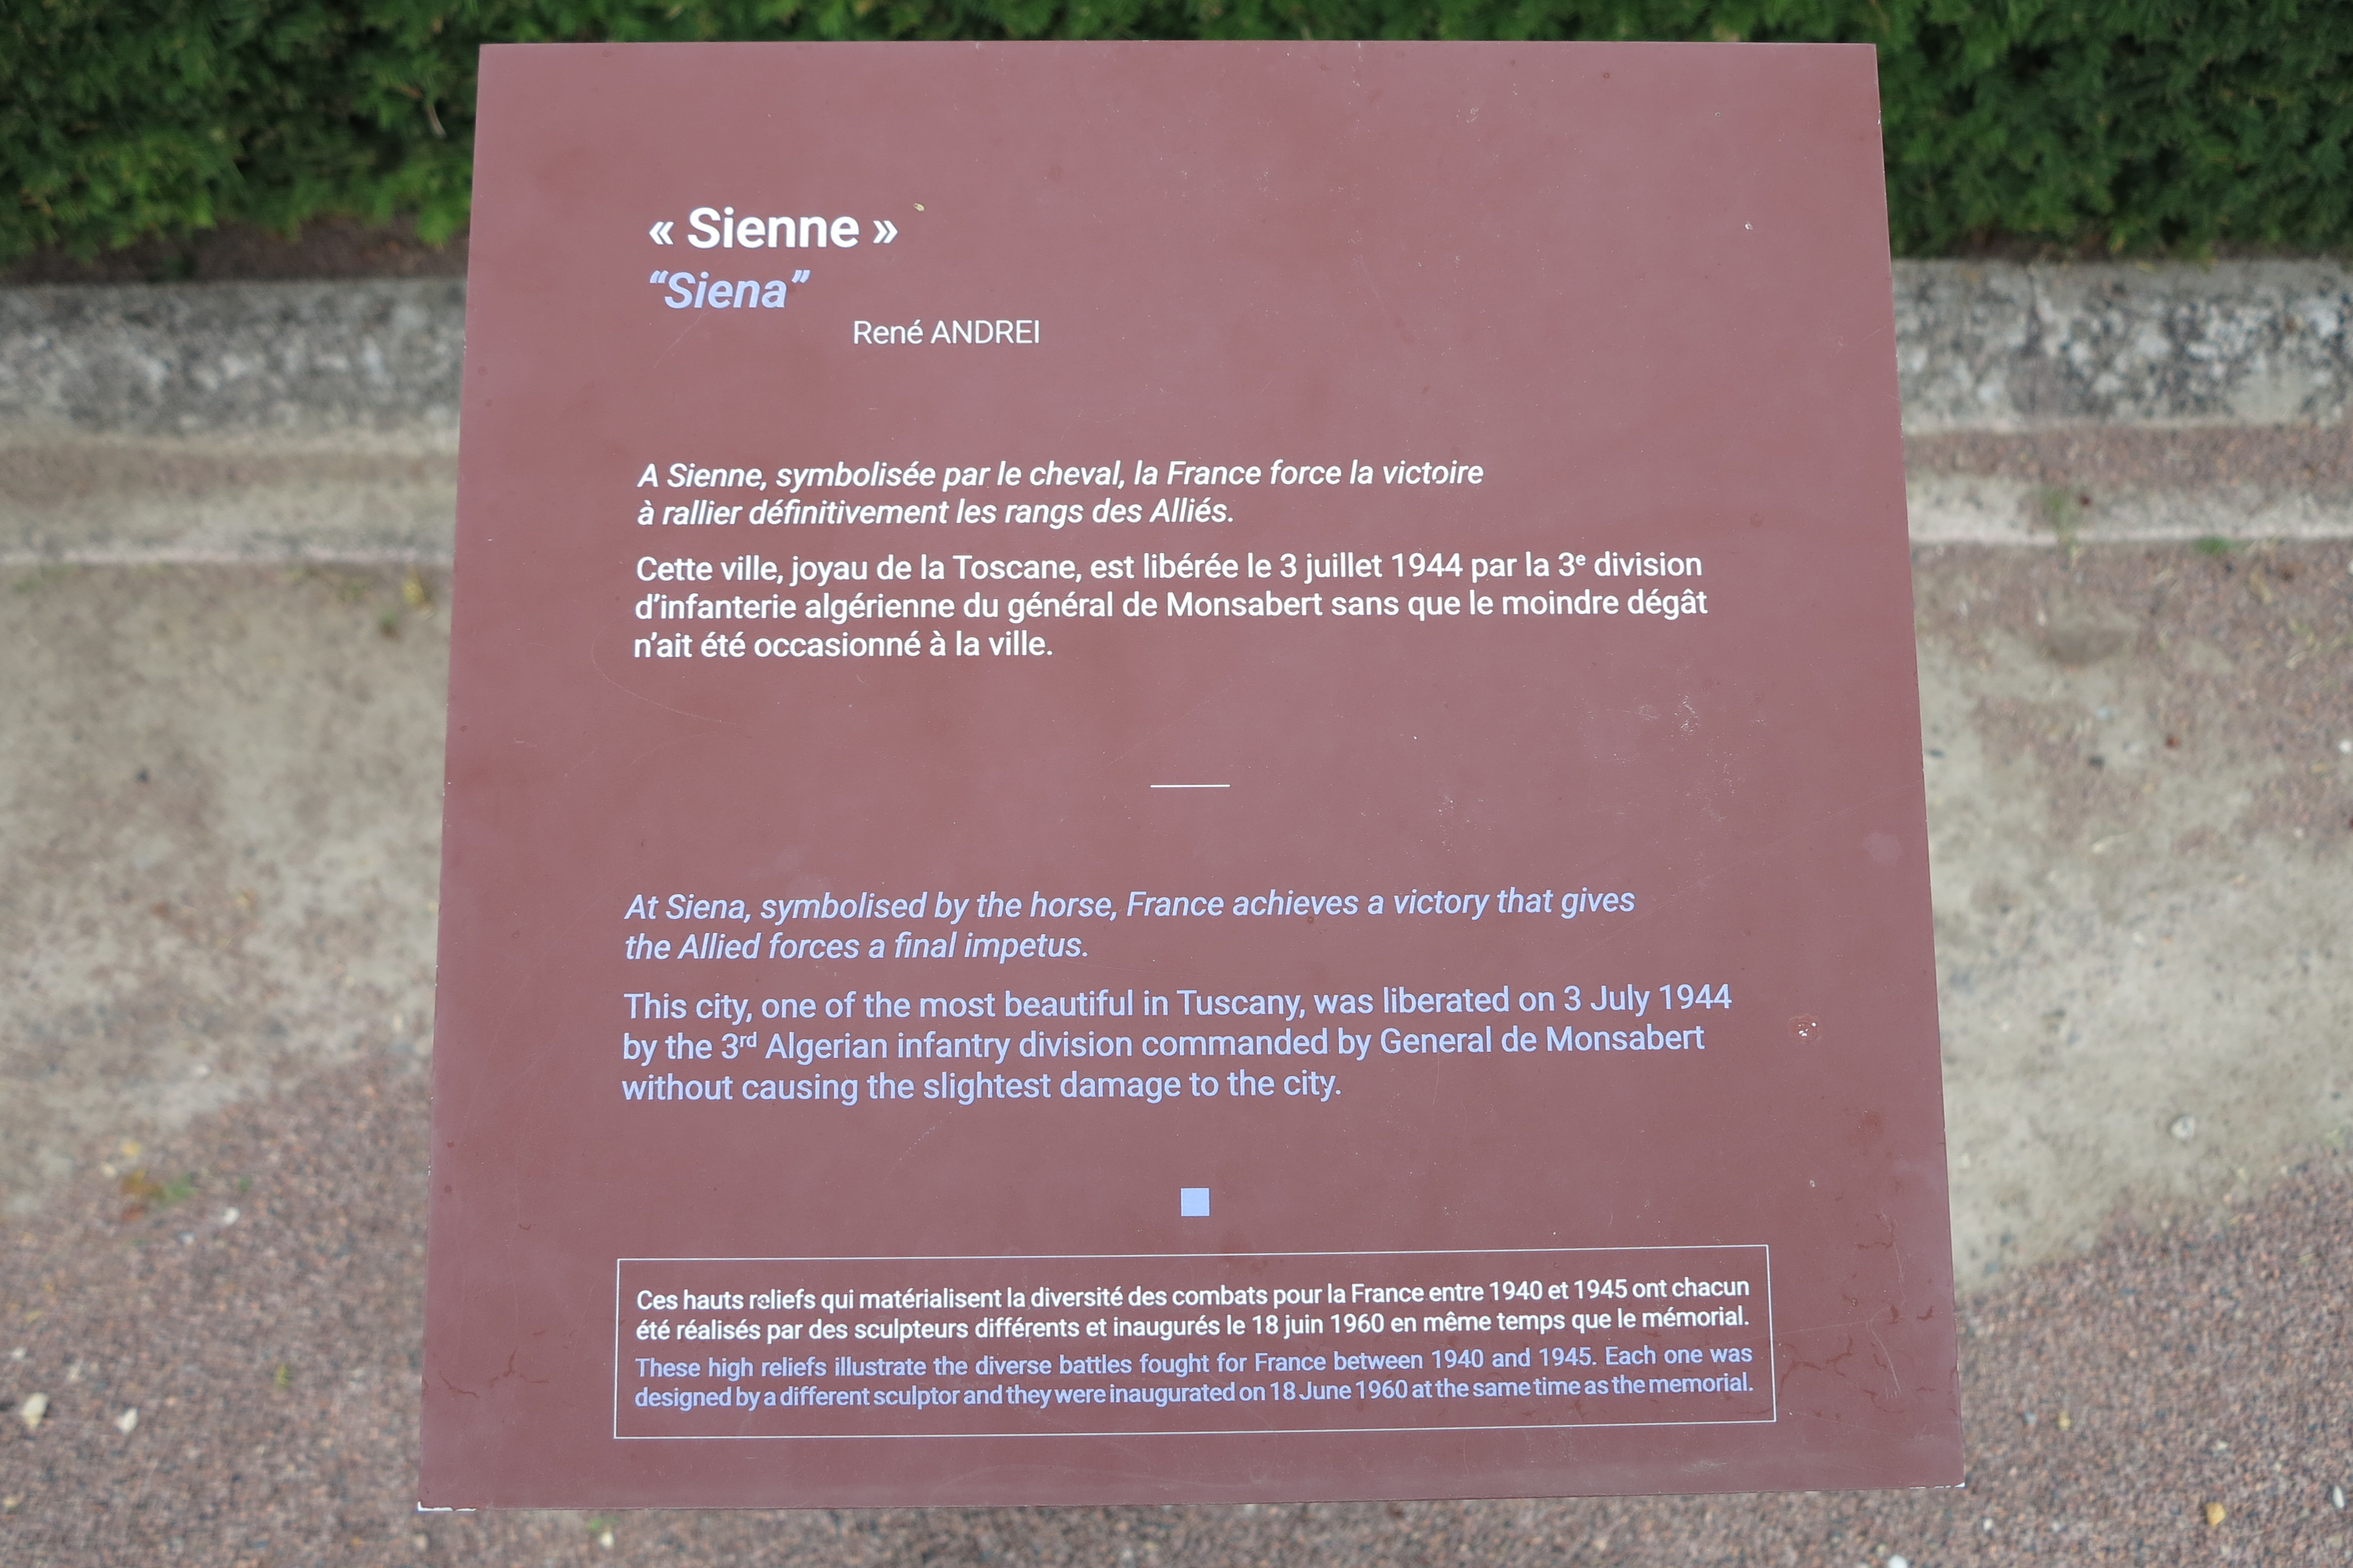 « Sienne »
“Siena”
René ANDREI
A Sienne, symbolisée par le cheval, la France force la victoire
à rallier définitivement les rangs des Alliés.
Cette ville, joyau de la Toscane, est libérée le 3 juillet 1944 par la 3e division
d’infanterie algérienne du général de Monsabert sans que le moindre dégât
n’ait été occasionné à la ville.
At Siena, symbolised by the horse, France achieves a victory that gives
the Allied forces a final impetus.
This city, one of the most beautiful in Tuscany, was liberated on 3 July 1944
by the 3rd Algerian infantry division commanded by General de Monsabert
without causing the slightest damage to the city.
Ces hauts reliefs qui matérialisent la diversité des combats pour la France entre 1940 et 1945 ont chacun
été réalisés par des sculpteurs différents et inaugurés le 18 juin 1960 en même temps que le mémorial.
These high reliefs illustrate the diverse battles fought for France between 1940 and 1945. Each one was
designed by a different sculptor and they were inaugurated on 18 June 1960 at the same time as the memorial.